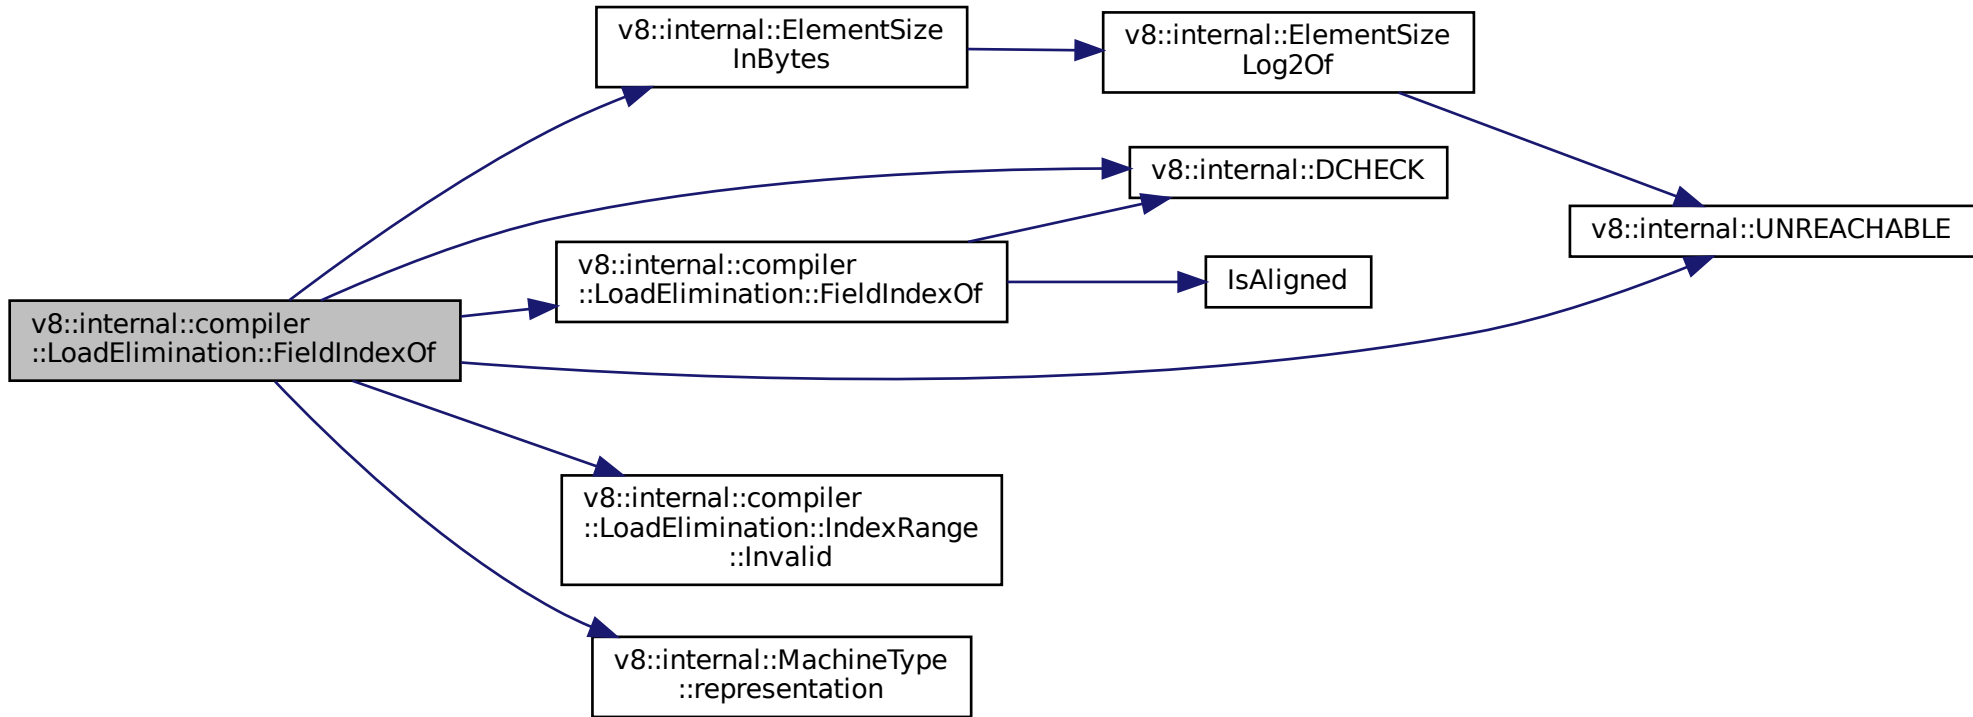 v8::internal::ElementSize
InBytes
v8::internal::ElementSize
Log2Of
v8::internal::DCHECK
v8::internal::UNREACHABLE
v8::internal::compiler
::LoadElimination::FieldIndexOf
IsAligned
v8::internal::compiler
::LoadElimination::FieldIndexOf
v8::internal::compiler
::LoadElimination::IndexRange
::Invalid
v8::internal::MachineType
::representation